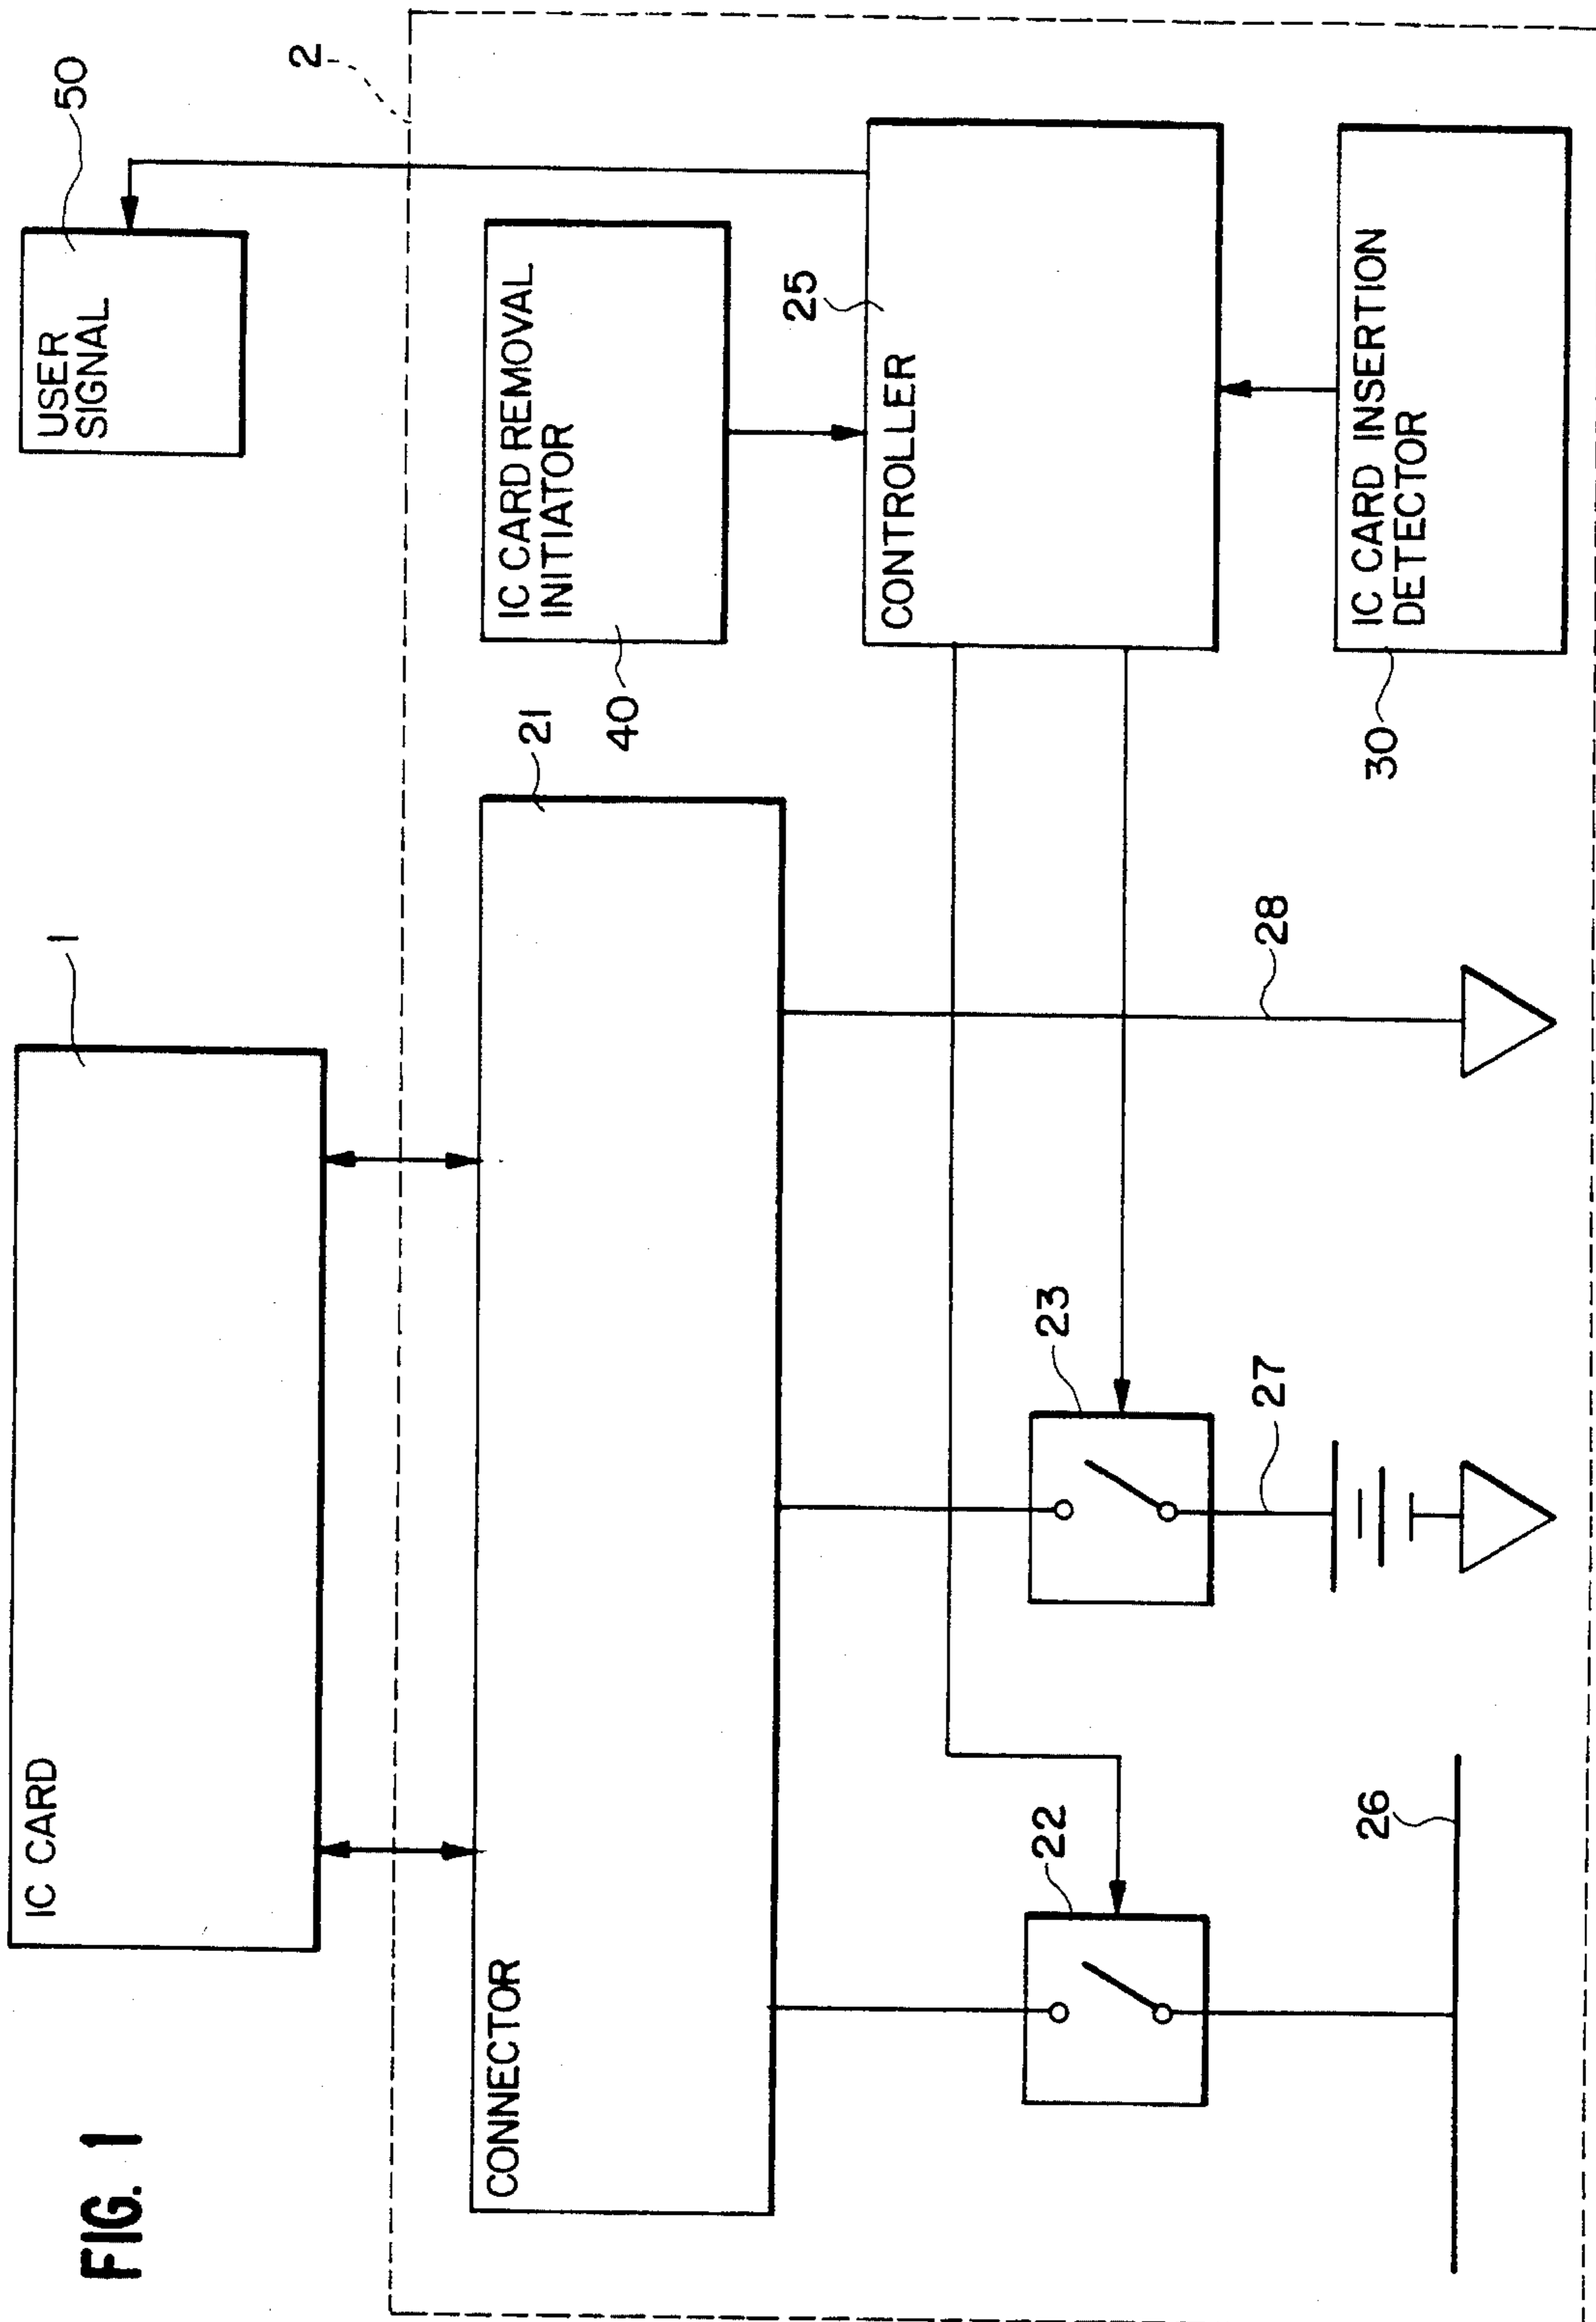 FIG. 1
IC CARD
1
USER
SIGNAL
50
2
CONNECTOR
21
IC CARD REMOVAL
INITIATOR
40
25
CONTROLLER
22
23
27
28
26
30
IC CARD INSERTION
DETECTOR